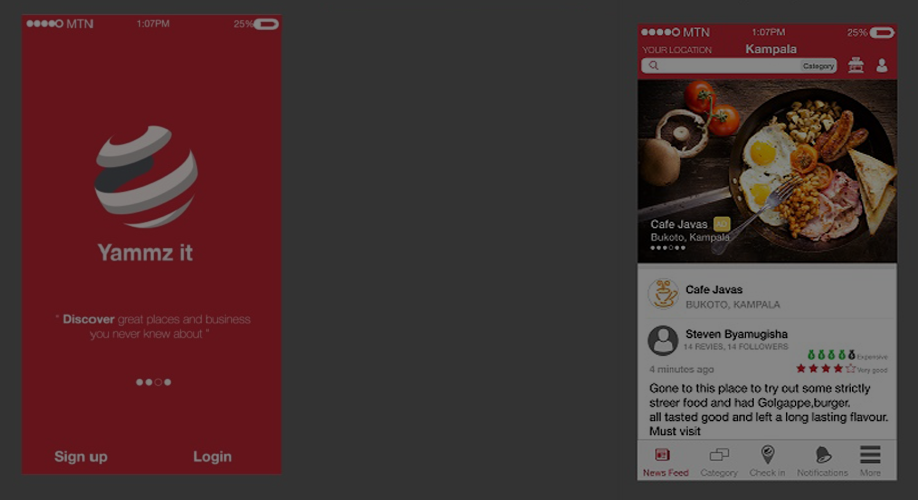 MTN 1:07PM 25%
Yammz it
" Discover great places and business
you never knew about "
Sign up Login
MTN 1:07PM 25%
YOUR LOCATION Kampala
Category
Cafe Javas AD
Bukoto, Kampala
Cafe Javas
BUKOTO, KAMPALA
Steven Byamugisha
14 REVIES, 14 FOLLOWERS
Expensive
4 minutes ago Very good
Gone to this place to try out some strictly
streer food and had Golgappe,burger.
all tasted good and left a long lasting flavour.
Must visit
News Feed Category Check in Notifications More